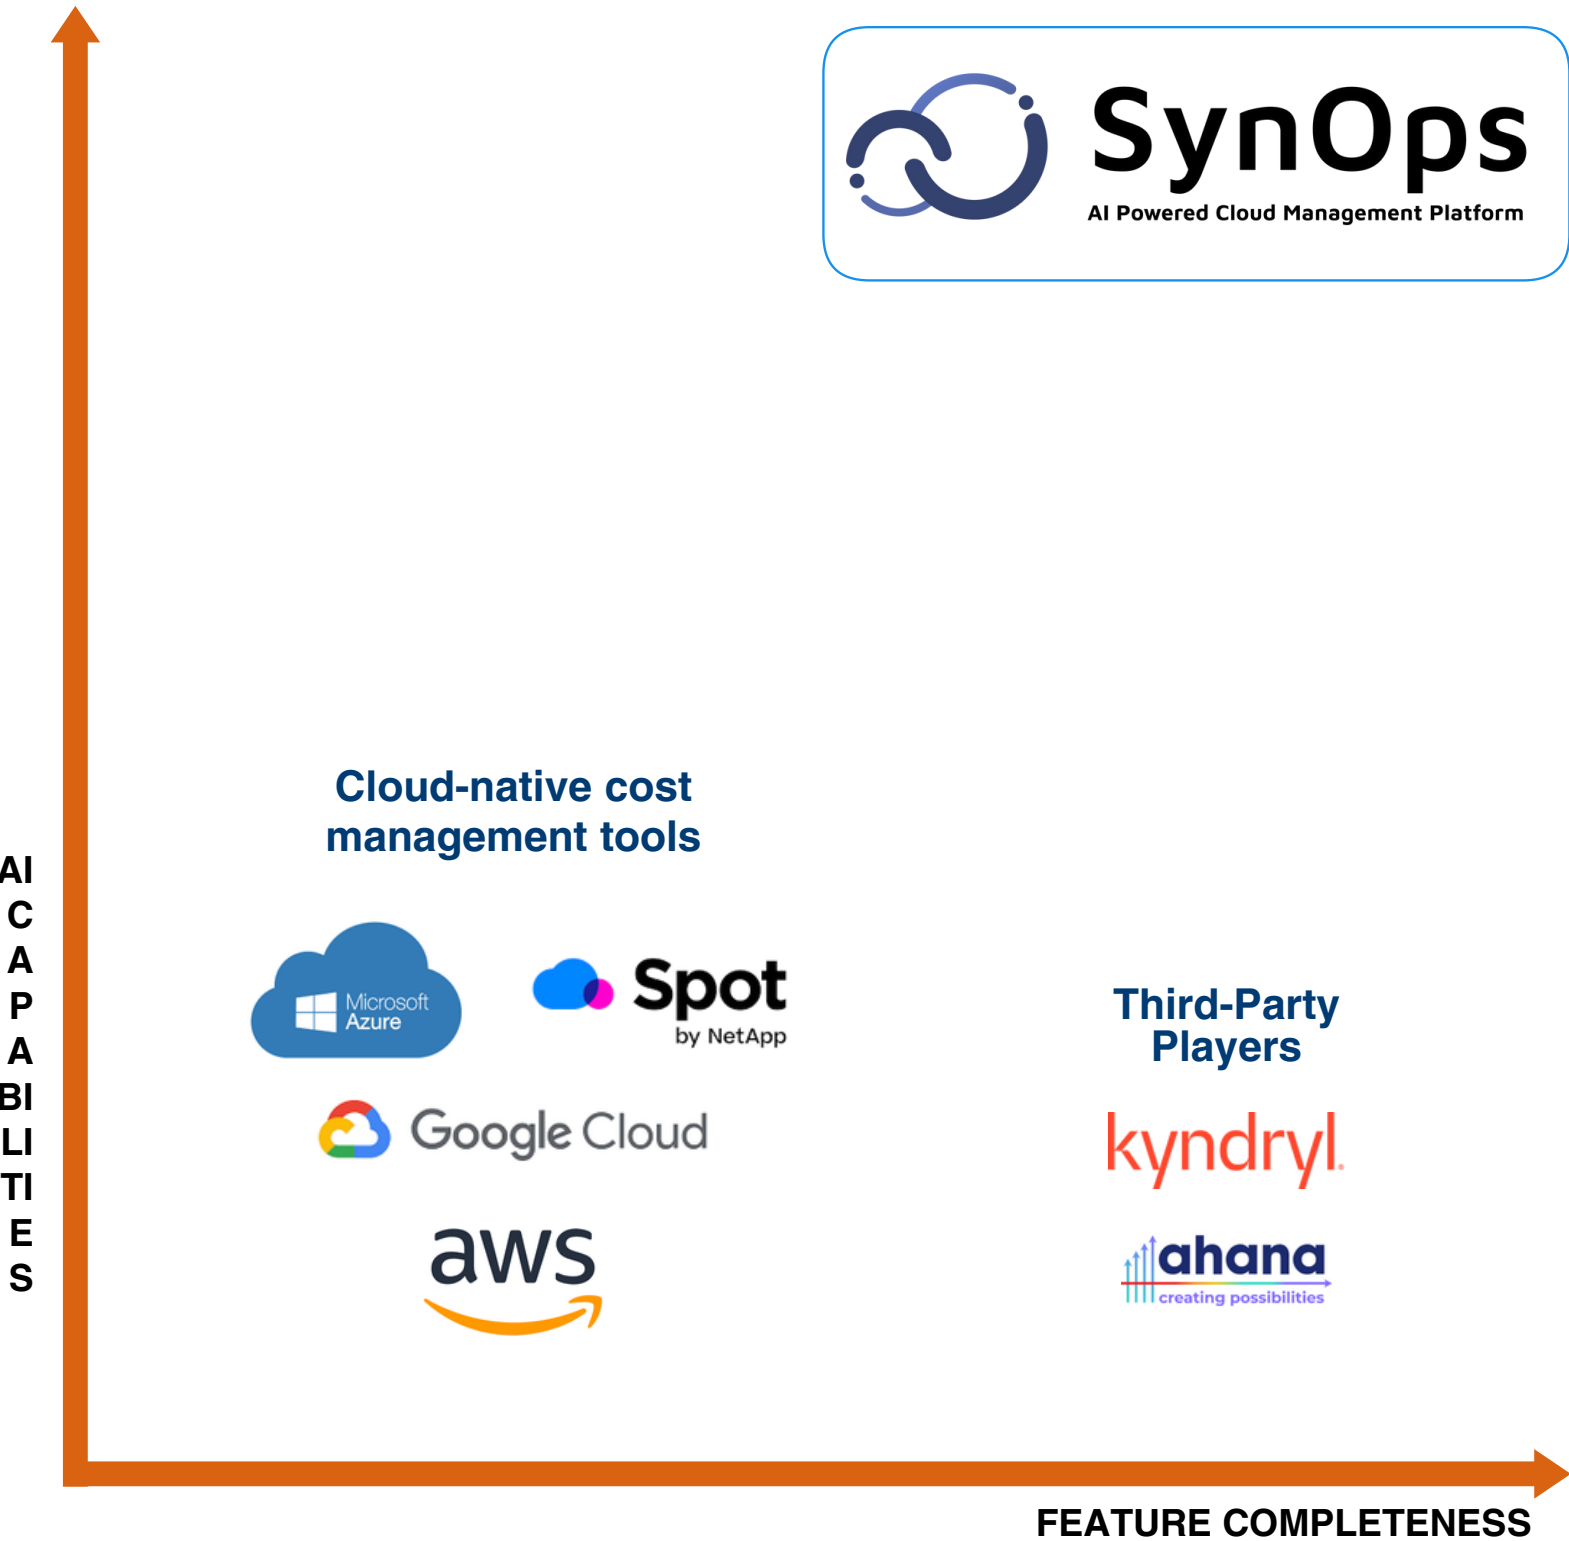 SynOps
AI Powered Cloud Management Platform
Cloud-native cost
management tools
Microsoft
Azure
Spot
by NetApp
Google Cloud
aws
Third-Party
Players
kyndryl
ahana
creating possibilities
AI
C
A
P
A
BI
LI
TI
E
S
FEATURE COMPLETENESS